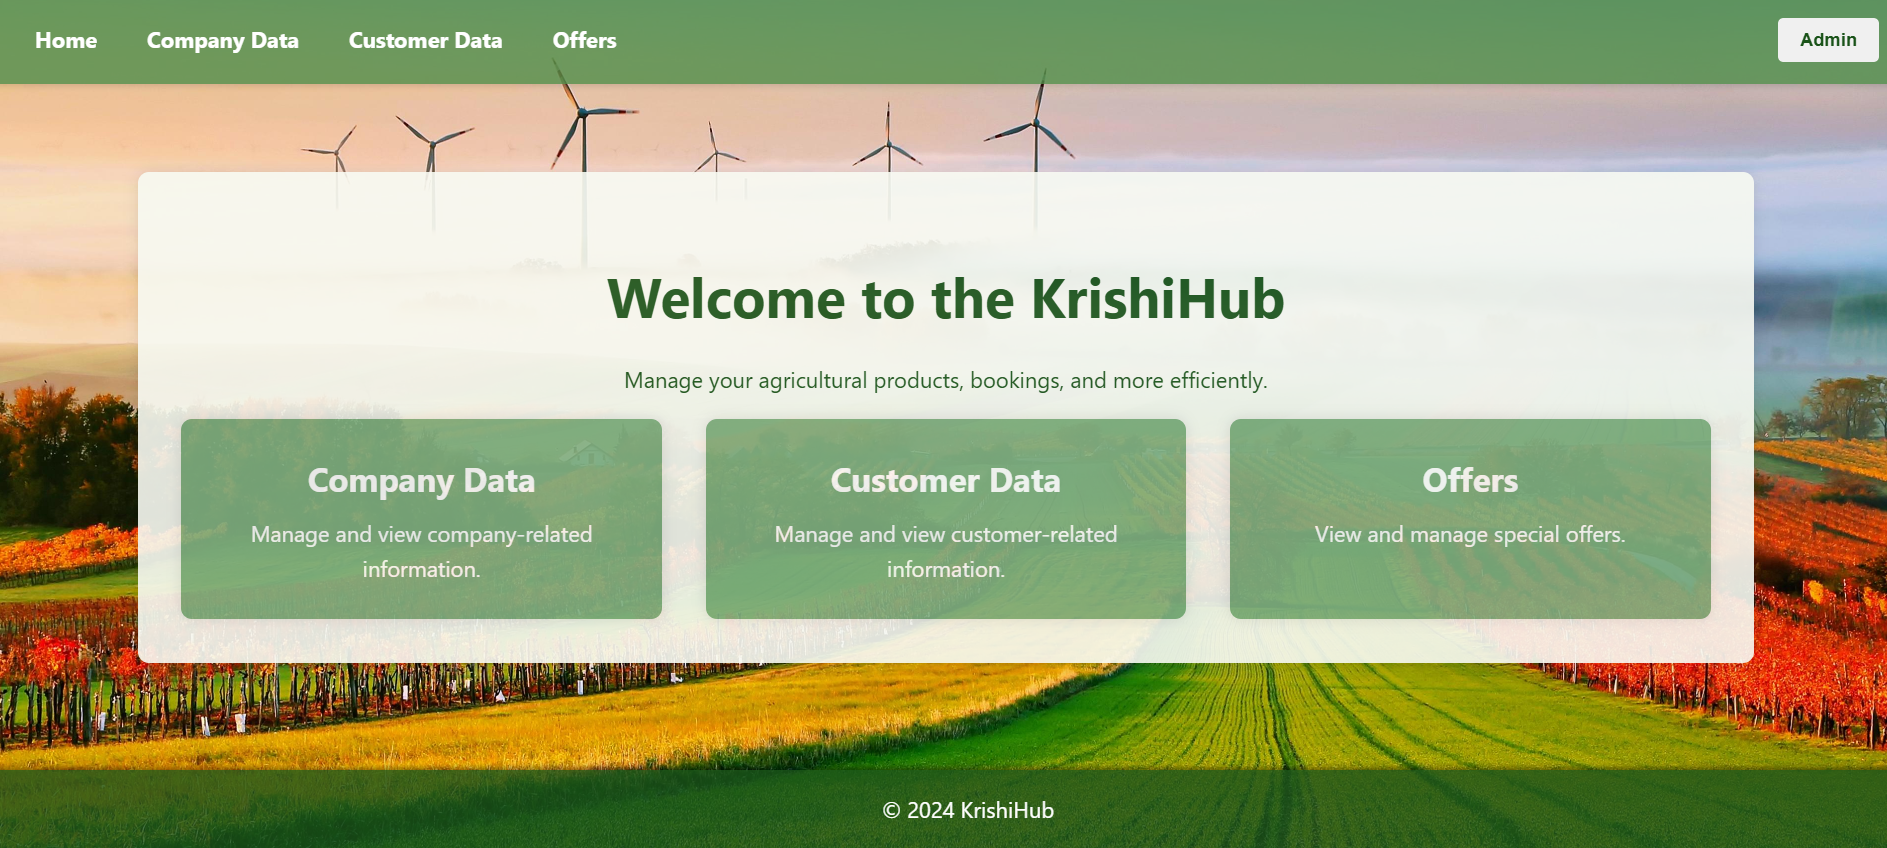 Home Company Data Customer Data Offers Admin
Welcome to the KrishiHub
Manage your agricultural products, bookings, and more efficiently.
Company Data
Manage and view company-related
information.
Customer Data
Manage and view customer-related
information.
Offers
View and manage special offers.
© 2024 KrishiHub